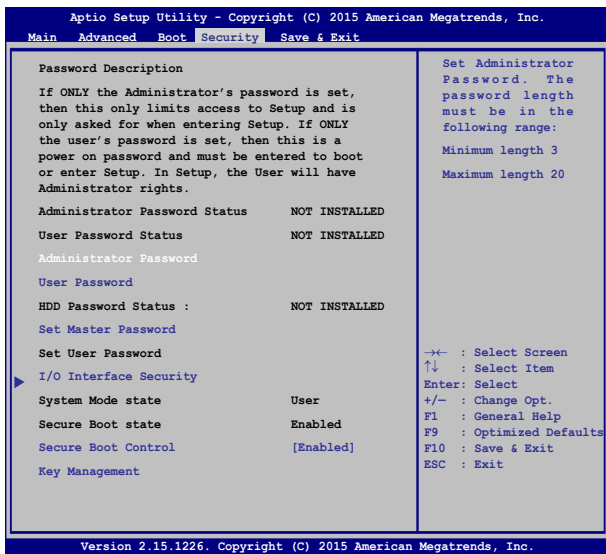 Aptio Setup Utility - Copyright (C) 2015 American Megatrends, Inc.
Main Advanced Boot Security Save & Exit
Password Description
If ONLY the Administrator's password is set,
then this only limits access to Setup and is
only asked for when entering Setup. If ONLY
the user's password is set, then this is a
power on password and must be entered to boot
or enter Setup. In Setup, the User will have
Administrator rights.
Administrator Password Status NOT INSTALLED
User Password Status NOT INSTALLED
Administrator Password
User Password
HDD Password Status : NOT INSTALLED
Set Master Password
Set User Password
I/O Interface Security
System Mode state User
Secure Boot state Enabled
Secure Boot Control [Enabled]
Key Management
Set Administrator
Password. The
password length
must be in the
following range:
Minimum length 3
Maximum length 20
→← : Select Screen
↑↓ : Select Item
Enter: Select
+/— : Change Opt.
F1 : General Help
F9 : Optimized Defaults
F10 : Save & Exit
ESC : Exit
Version 2.15.1226. Copyright (C) 2015 American Megatrends, Inc.